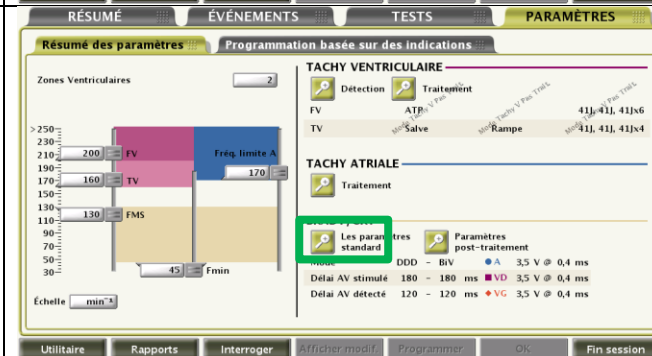 RÉSUMÉ ÉVÉNEMENTS TESTS PARAMÈTRES
Résumé des paramètres Programmation basée sur des indications
Zones Ventriculaires 2
>250
230
210
190
170
150
130
110
90
70
50
30
200 FV
160 TV
130 FMS
Fréq. limite A
170
45 Fmin
Échelle min⁻¹
TACHY VENTRICULAIRE
Détection Traitement
FV ATP 41J, 41J, 41Jx6
TV Salve Rampe 41J, 41J, 41Jx4
TACHY ATRIALE
Traitement
Les paramètres standard
Paramètres post-traitement
DDD - BiV A 3,5 V @ 0,4 ms
Délai AV stimulé 180 - 180 ms VD 3,5 V @ 0,4 ms
Délai AV détecté 120 - 120 ms VG 3,5 V @ 0,4 ms
Utilitaire Rapports Interroger Afficher modif. Programmer OK Fin session